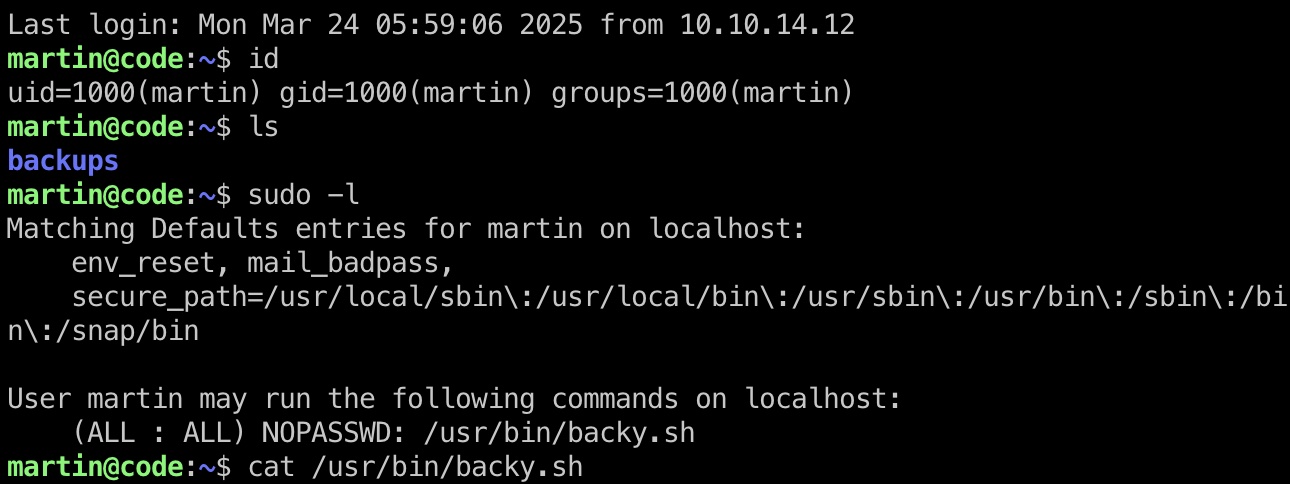 Last login: Mon Mar 24 05:59:06 2025 from 10.10.14.12
martin@code:~$ id
uid=1000(martin) gid=1000(martin) groups=1000(martin)
martin@code:~$ ls
backups
martin@code:~$ sudo -l
Matching Defaults entries for martin on localhost:
    env_reset, mail_badpass,
    secure_path=/usr/local/sbin\:/usr/local/bin\:/usr/sbin\:/usr/bin\:/sbin\:/bi
n\:/snap/bin

User martin may run the following commands on localhost:
    (ALL : ALL) NOPASSWD: /usr/bin/backy.sh
martin@code:~$ cat /usr/bin/backy.sh